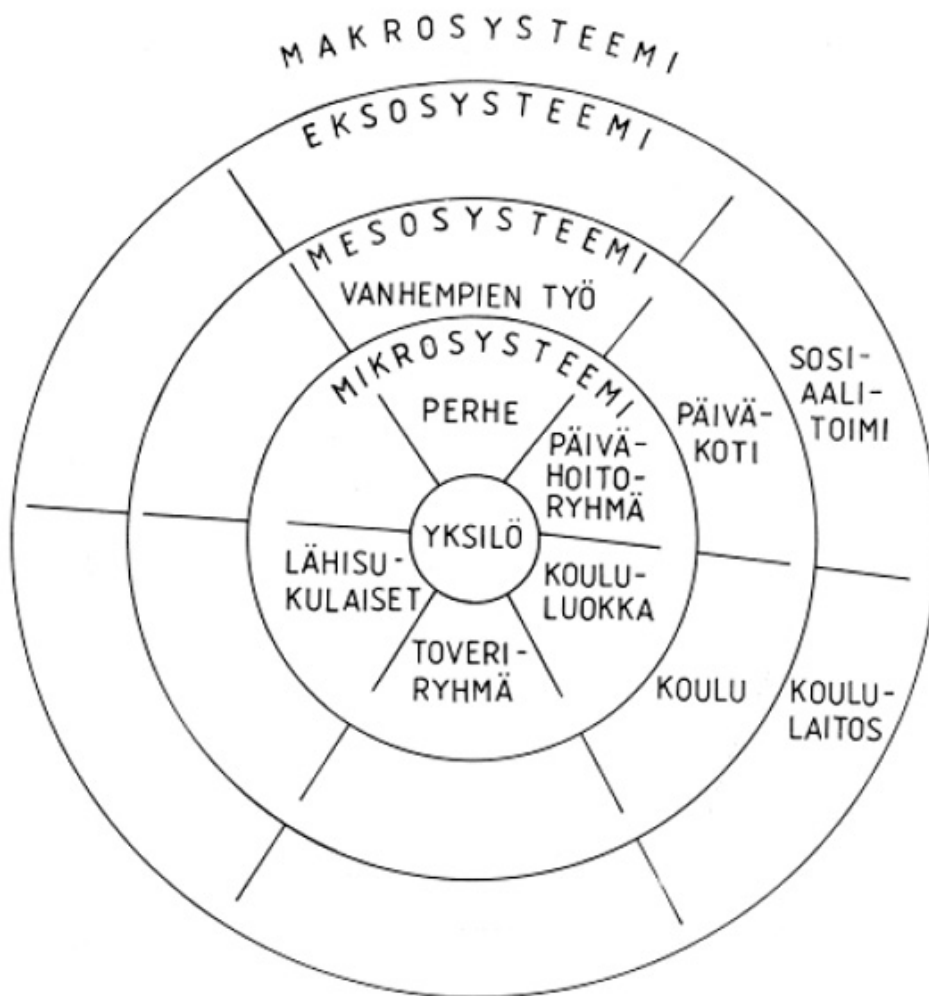 MAKROSYSTEEMI
EKSOSYSTEEMI
MESOSYSTEEMI
VANHEMPIEN TYÖ
MIKROSYSTEEMI
PERHE
PÄIVÄ-
HOITO-
RYHMÄ
PÄIVÄ-
KOTI
SOSI-
AALI-
TOIMI
YKSILÖ
LÄHISU-
KULAISET
KOULU-
LUOKKA
TOVERI-
RYHMÄ
KOULU
KOULU-
LAITOS